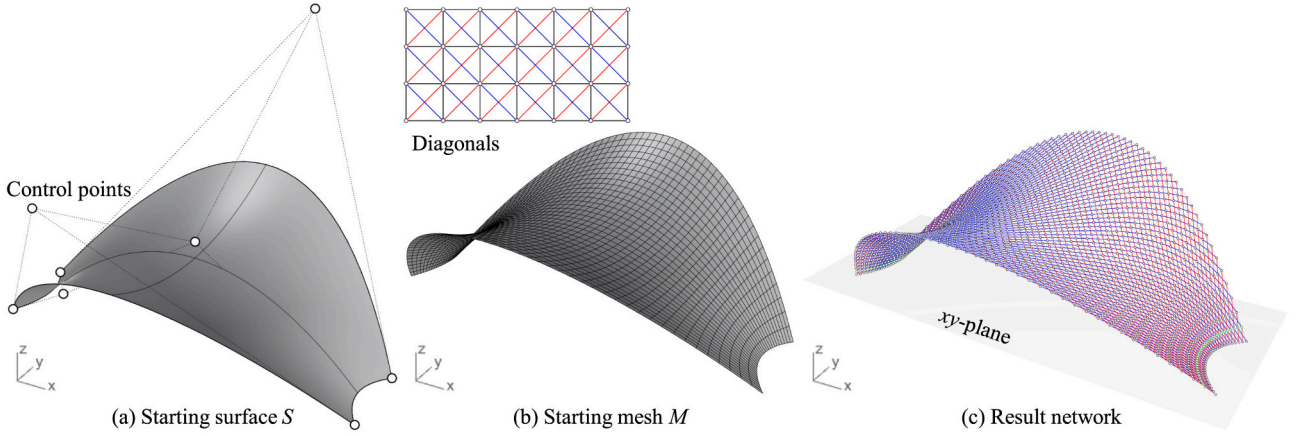 Control points
Diagonals
xy-plane
z
y
x
z
y
x
z
y
x
(a) Starting surface S
(b) Starting mesh M
(c) Result network